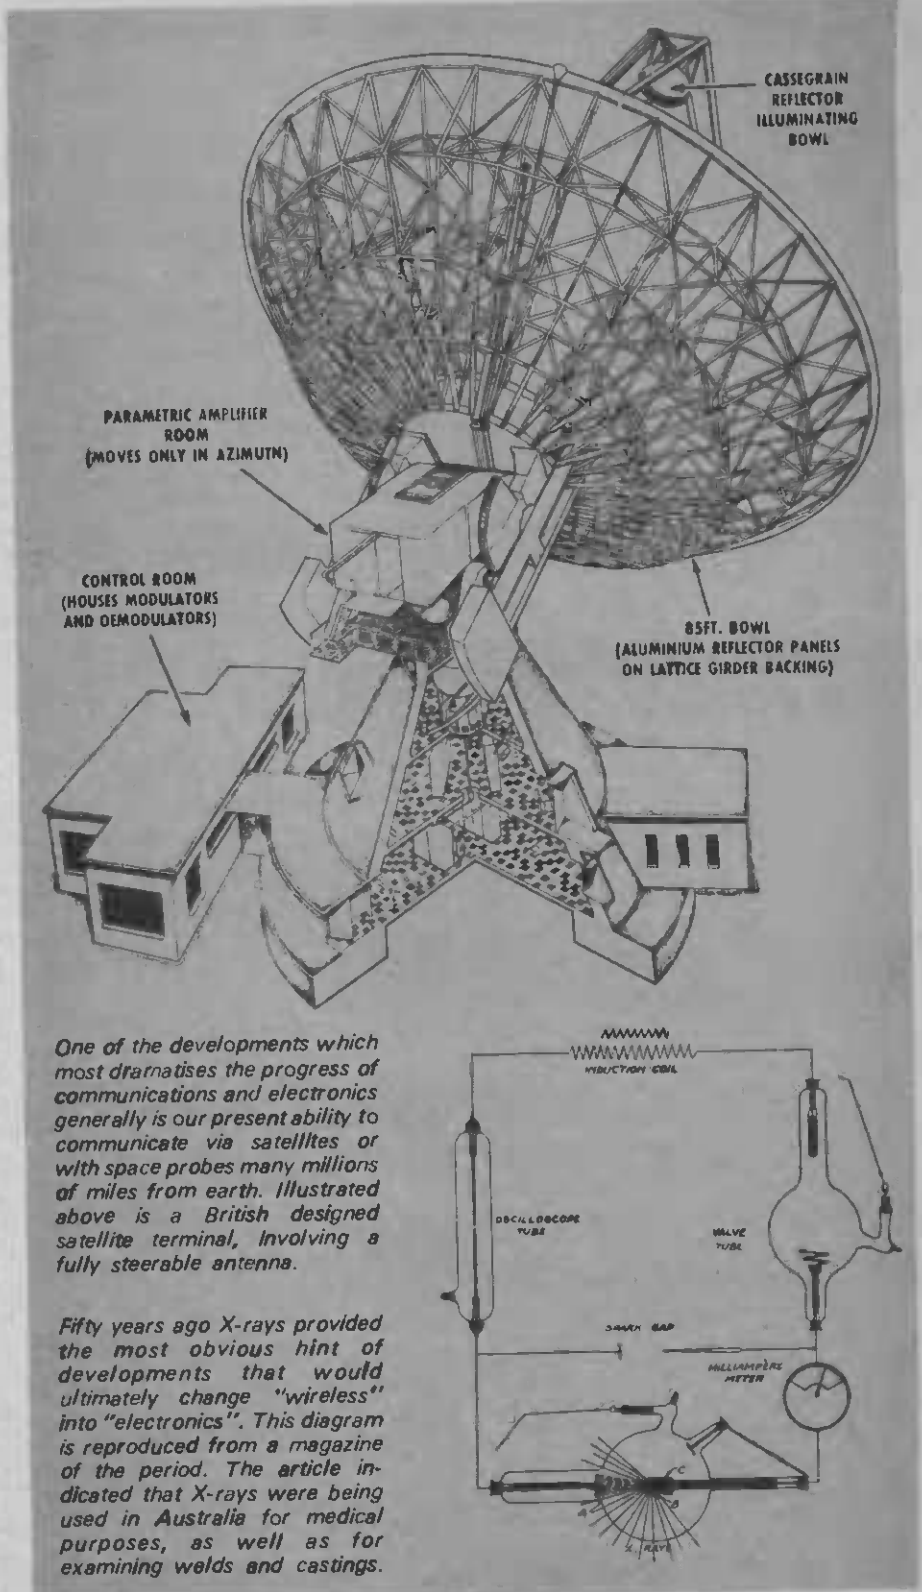 CASSEGRAIN
REFLECTOR
ILLUMINATING
BOWL
PARAMETRIC AMPLIFIER
ROOM
(MOVES ONLY IN AZIMUTN)
CONTROL ROOM
(HOUSES MODULATORS
AND OEMODULATORS)
85FT. BOWL
(ALUMINIUM REFLECTOR PANELS
ON LATTICE GIRDER BACKING)
One of the developments which
most dramatises the progress of
communications and electronics
generally is our present ability to
communicate via satellites or
with space probes many millions
of miles from earth. Illustrated
above is a British designed
satellite terminal, involving a
fully steerable antenna.
Fifty years ago X-rays provided
the most obvious hint of
developments that would
ultimately change "wireless"
into "electronics". This diagram
is reproduced from a magazine
of the period. The article in-
dicated that X-rays were being
used in Australia for medical
purposes, as well as for
examining welds and castings.
INDUCTION COIL
OSCILLOSCOPE
TUBE
VALVE
TUBE
SPARK GAP
MILLIAMPÈRE
METER
C
A
B
X. RAYS